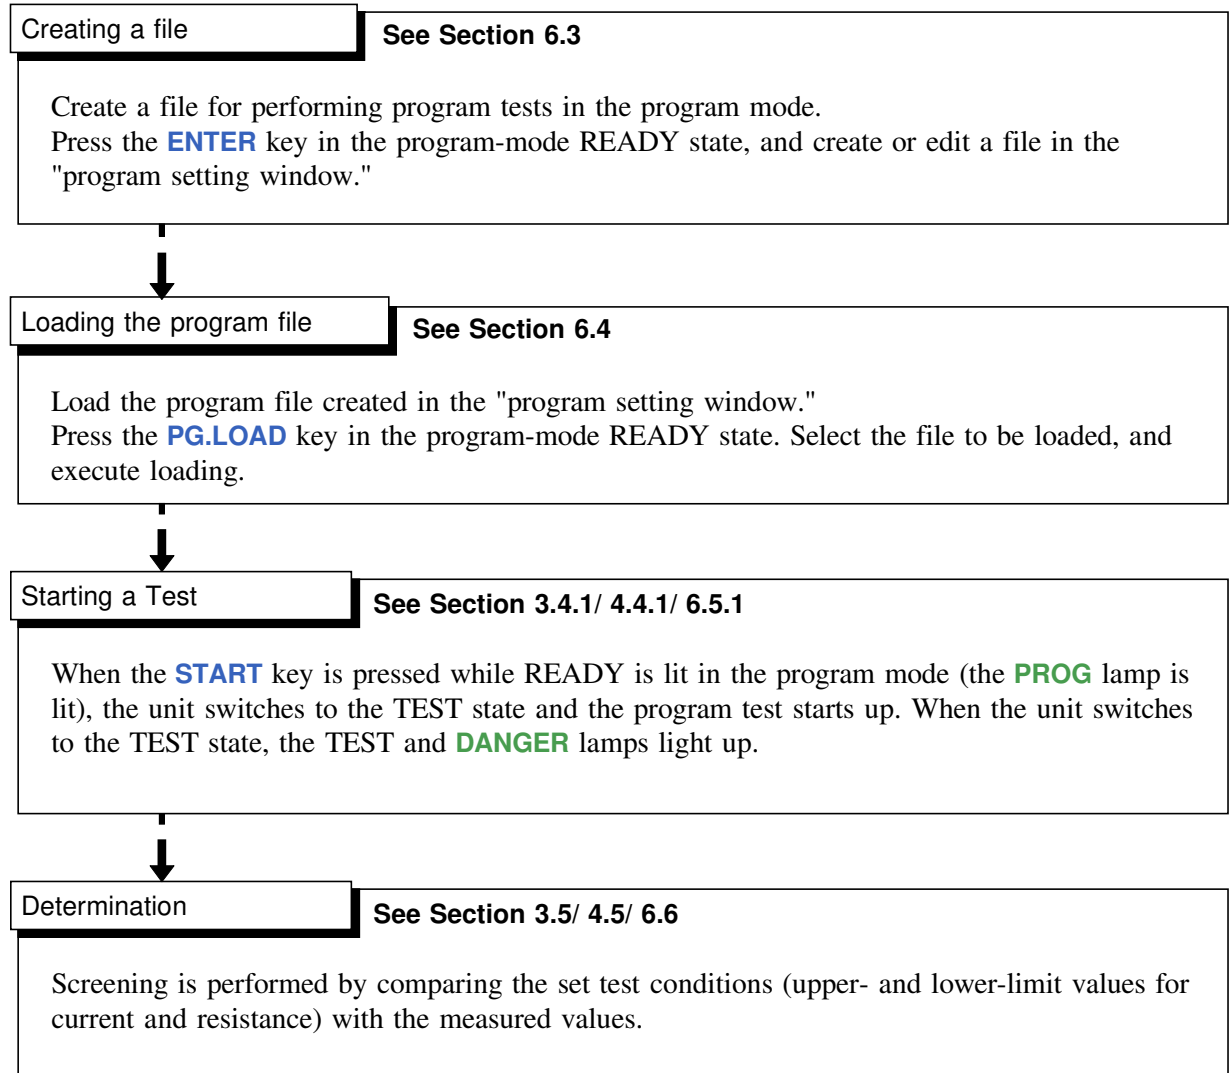 Creating a file
See Section 6.3
Create a file for performing program tests in the program mode.
Press the ENTER key in the program-mode READY state, and create or edit a file in the
"program setting window."
Loading the program file
See Section 6.4
Load the program file created in the "program setting window."
Press the PG.LOAD key in the program-mode READY state. Select the file to be loaded, and
execute loading.
Starting a Test
See Section 3.4.1/ 4.4.1/ 6.5.1
When the START key is pressed while READY is lit in the program mode (the PROG lamp is
lit), the unit switches to the TEST state and the program test starts up. When the unit switches
to the TEST state, the TEST and DANGER lamps light up.
Determination
See Section 3.5/ 4.5/ 6.6
Screening is performed by comparing the set test conditions (upper- and lower-limit values for
current and resistance) with the measured values.